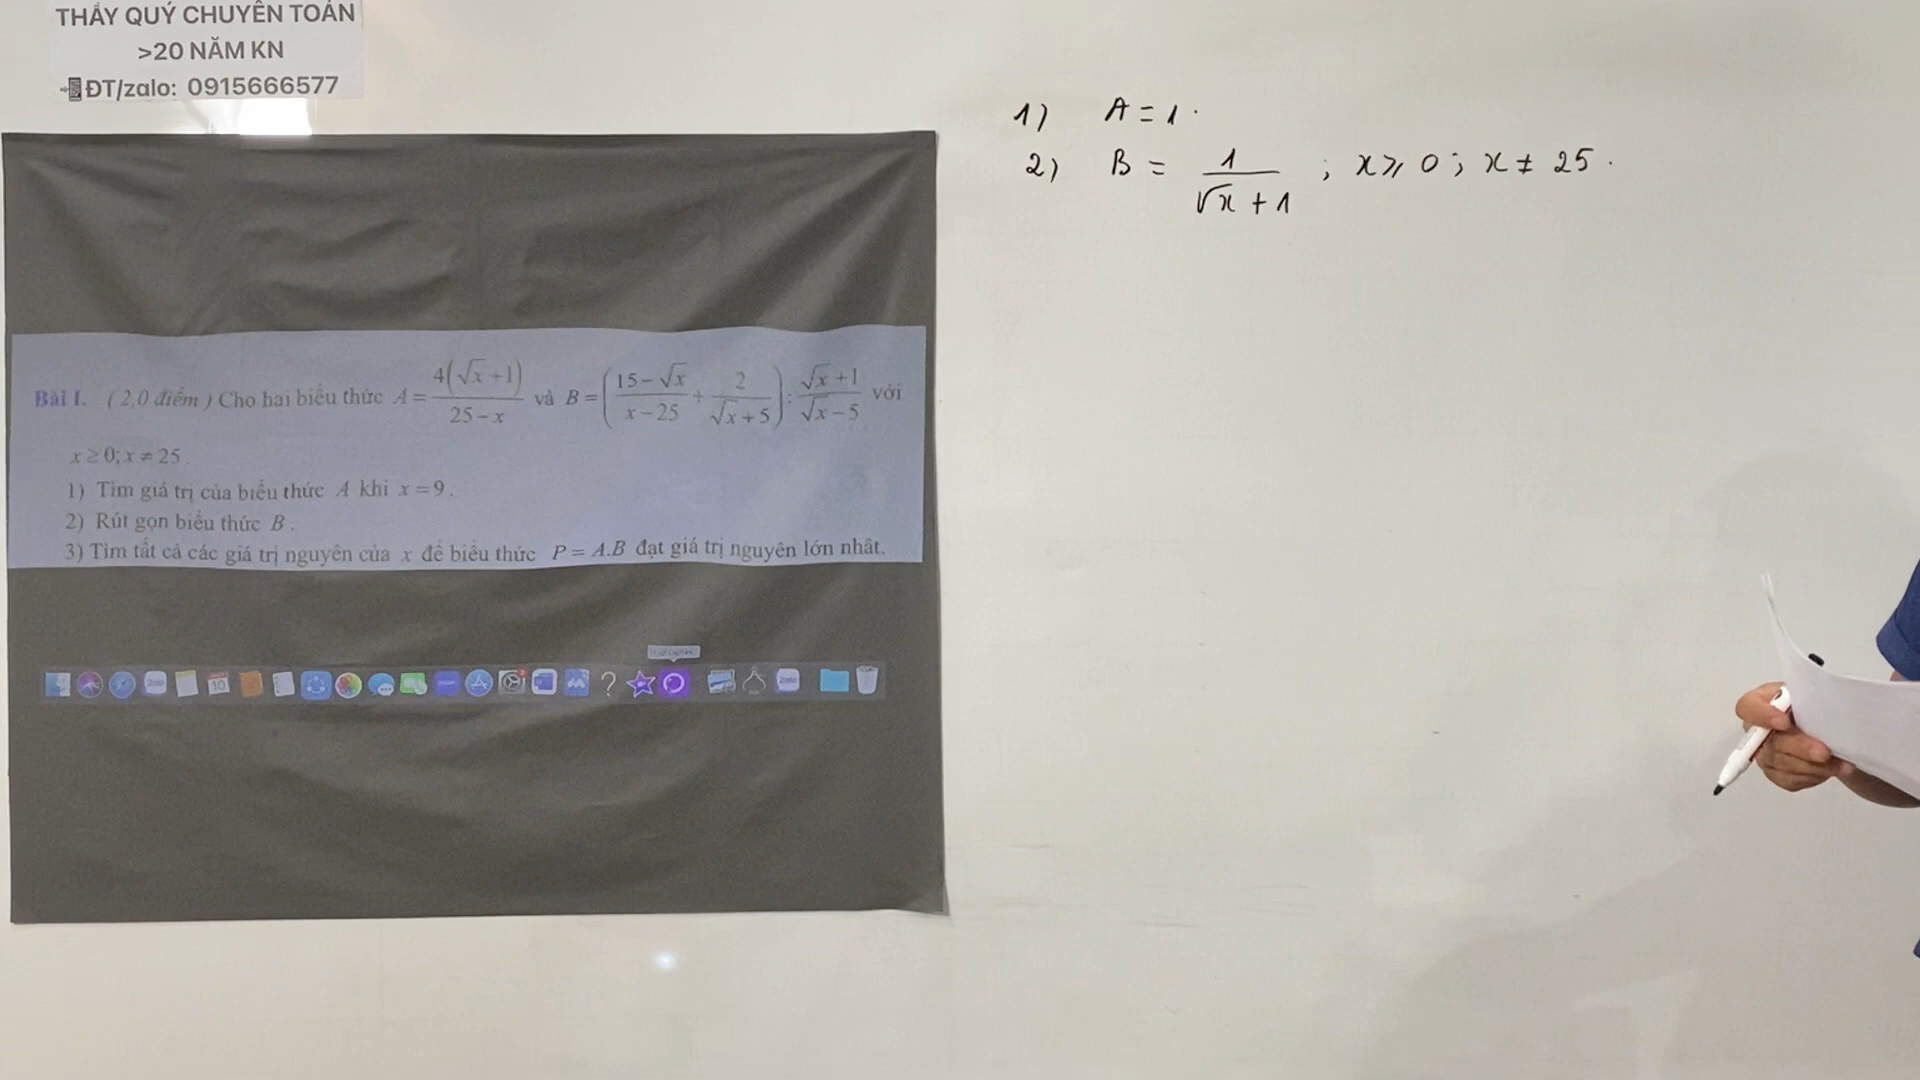 THẦY QUÝ CHUYÊN TOÁN
>20 NĂM KN
ĐT/zalo: 0915666577
Bài I. ( 2,0 điểm ) Cho hai biểu thức A = 4(√x+1)/(25−x) và B = ((15−√x)/(x−25) + 2/(√x+5)) : (√x+1)/(√x−5) với
x ≥ 0; x ≠ 25.
1) Tìm giá trị của biểu thức A khi x = 9.
2) Rút gọn biểu thức B.
3) Tìm tất cả các giá trị nguyên của x để biểu thức P = A.B đạt giá trị nguyên lớn nhất.
10
zalo
1) A = 1.
2) B = 1/(√x + 1) ; x ⩾ 0 ; x ≠ 25.